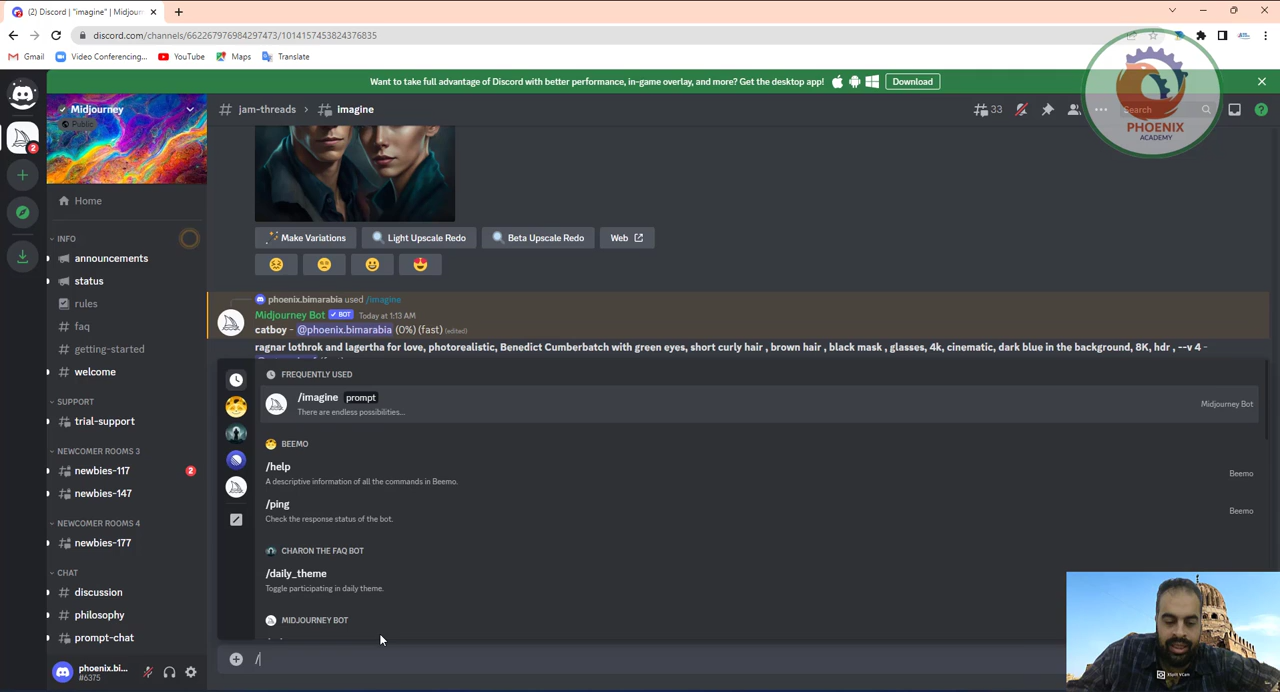 (2) Discord | "imagine" | Midjour
discord.com/channels/662267976984297473/1014157453824376835
Gmail
Video Conferencing...
YouTube
Maps
Translate
Want to take full advantage of Discord with better performance, in-game overlay, and more? Get the desktop app!
Download
Midjourney
Public
jam-threads
imagine
33
Search
PHOENIX
ACADEMY
2
Home
INFO
announcements
status
rules
faq
getting-started
welcome
SUPPORT
trial-support
NEWCOMER ROOMS 3
newbies-117
2
newbies-147
NEWCOMER ROOMS 4
newbies-177
CHAT
discussion
philosophy
prompt-chat
phoenix.bi...
#6375
Make Variations
Light Upscale Redo
Beta Upscale Redo
Web
phoenix.bimarabia used /imagine
Midjourney Bot BOT Today at 1:13 AM
catboy - @phoenix.bimarabia (0%) (fast) (edited)
ragnar lothrok and lagertha for love, photorealistic, Benedict Cumberbatch with green eyes, short curly hair , brown hair , black mask , glasses, 4k, cinematic, dark blue in the background, 8K, hdr , --v 4 -
FREQUENTLY USED
/imagine prompt
There are endless possibilities...
Midjourney Bot
BEEMO
/help
A descriptive information of all the commands in Beemo.
Beemo
/ping
Check the response status of the bot.
Beemo
CHARON THE FAQ BOT
/daily_theme
Toggle participating in daily theme.
MIDJOURNEY BOT
/